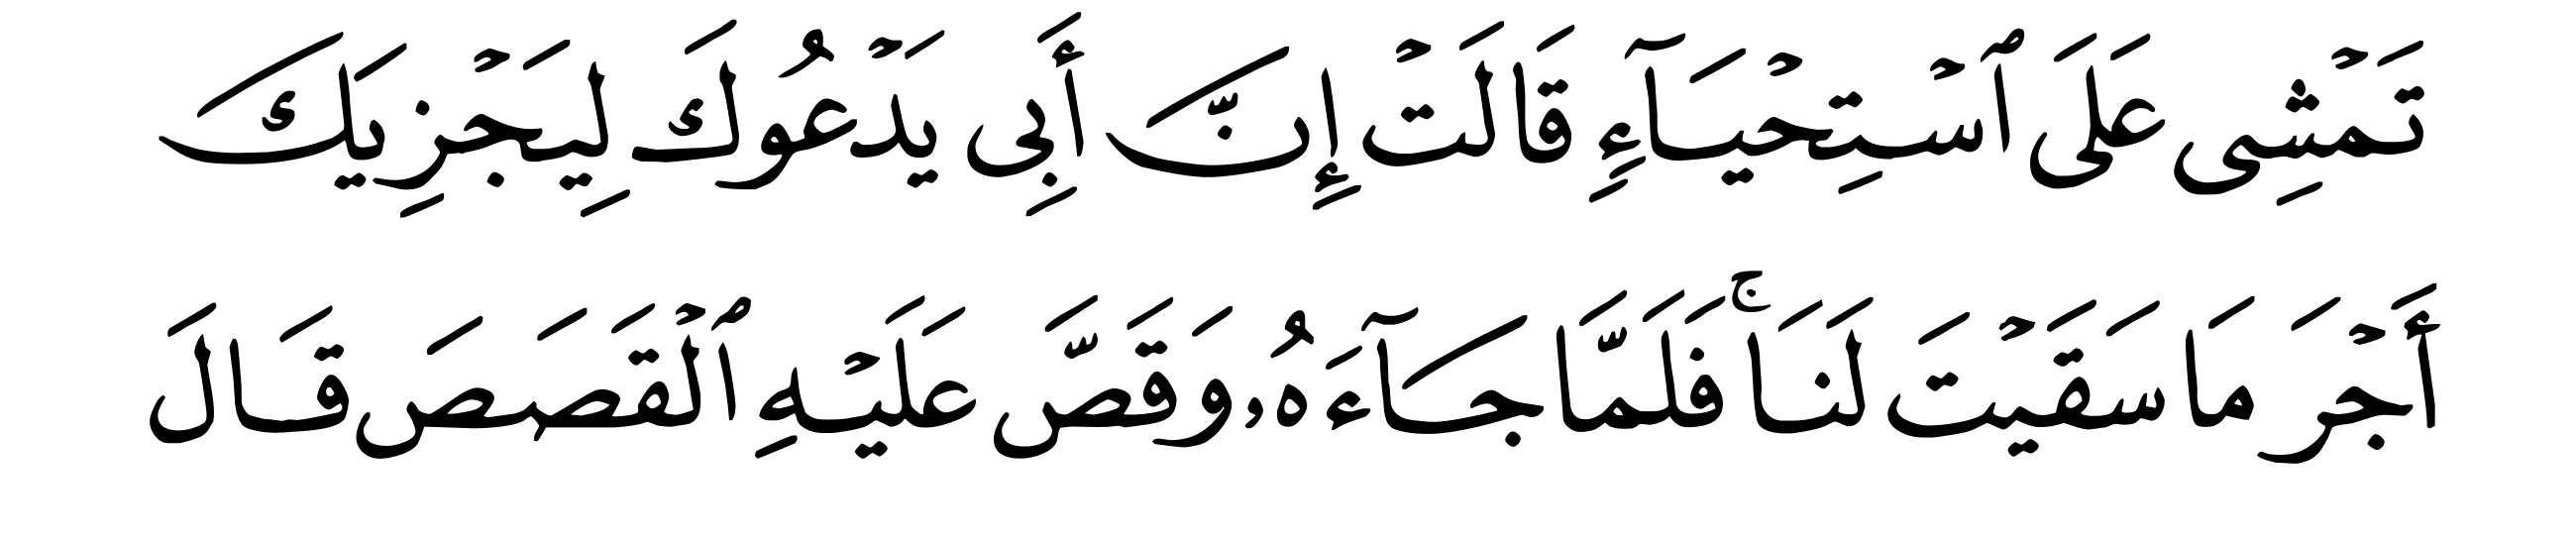 تَمْشِى عَلَى ٱسْتِحْيَآءٍ قَالَتْ إِنَّ أَبِى يَدْعُوكَ لِيَجْزِيَكَ
أَجْرَ مَا سَقَيْتَ لَنَا ۚ فَلَمَّا جَآءَهُۥ وَقَصَّ عَلَيْهِ ٱلْقَصَصَ قَالَ